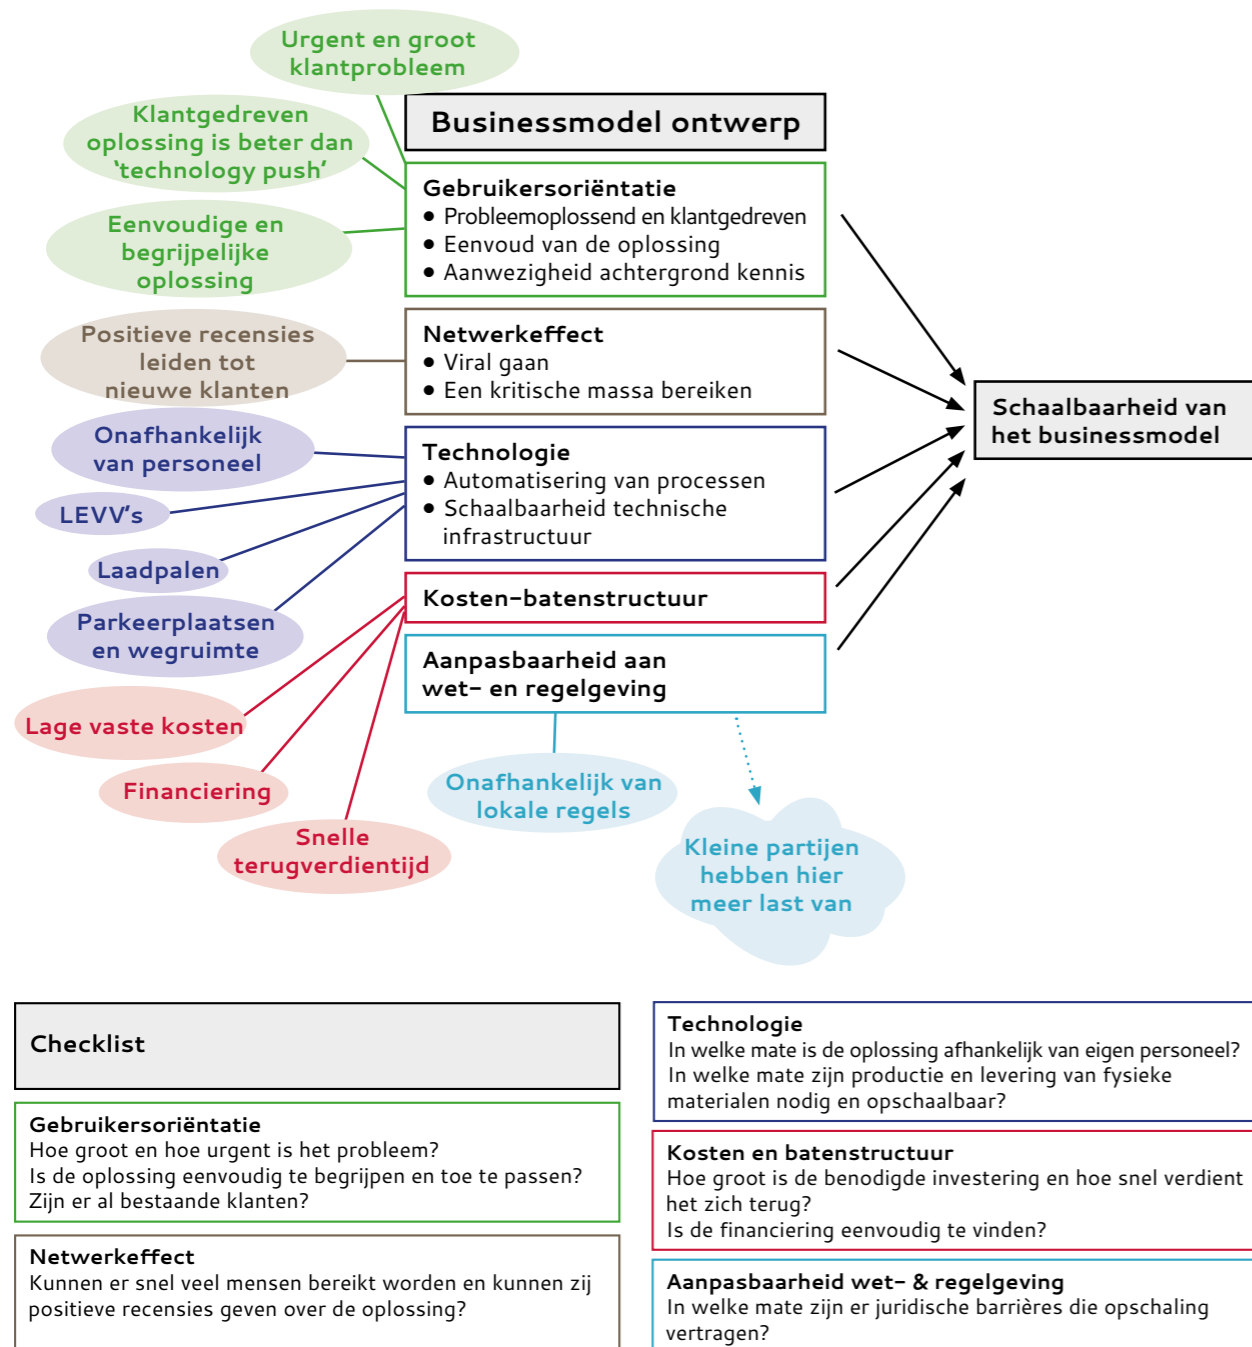 Urgent en groot
klantprobleem
Klantgedreven
oplossing is beter dan
‘technology push’
Eenvoudige en
begrijpelijke
oplossing
Positieve recensies
leiden tot
nieuwe klanten
Onafhankelijk
van personeel
LEVV’s
Laadpalen
Parkeerplaatsen
en wegruimte
Lage vaste kosten
Financiering
Snelle
terugverdientijd
Businessmodel ontwerp
Gebruikersoriëntatie
• Probleemoplossend en klantgedreven
• Eenvoud van de oplossing
• Aanwezigheid achtergrond kennis
Netwerkeffect
• Viral gaan
• Een kritische massa bereiken
Technologie
• Automatisering van processen
• Schaalbaarheid technische
infrastructuur
Kosten-batenstructuur
Aanpasbaarheid aan
wet- en regelgeving
Onafhankelijk van
lokale regels
Kleine partijen
hebben hier
meer last van
Schaalbaarheid van
het businessmodel
Checklist
Gebruikersoriëntatie
Hoe groot en hoe urgent is het probleem?
Is de oplossing eenvoudig te begrijpen en toe te passen?
Zijn er al bestaande klanten?
Netwerkeffect
Kunnen er snel veel mensen bereikt worden en kunnen zij
positieve recensies geven over de oplossing?
Technologie
In welke mate is de oplossing afhankelijk van eigen personeel?
In welke mate zijn productie en levering van fysieke
materialen nodig en opschaalbaar?
Kosten en batenstructuur
Hoe groot is de benodigde investering en hoe snel verdient
het zich terug?
Is de financiering eenvoudig te vinden?
Aanpasbaarheid wet- & regelgeving
In welke mate zijn er juridische barrières die opschaling
vertragen?